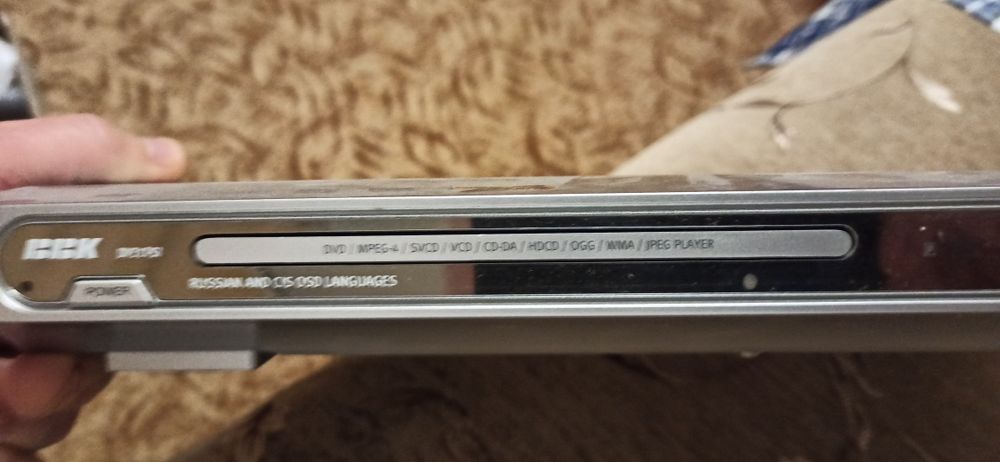 BBK
DVD / MPEG-4 / SVCD / VCD / CD-DA / HDCD / OGG / WMA / JPEG PLAYER
POWER
RUSSIAN AND CIS OSD LANGUAGES